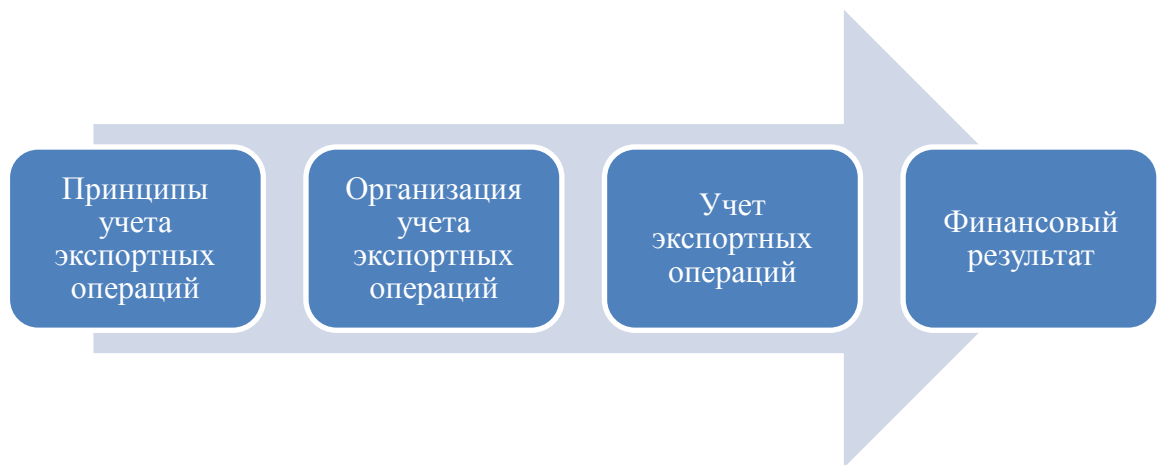 Принципы
учета
экспортных
операций
Организация
учета
экспортных
операций
Учет
экспортных
операций
Финансовый
результат